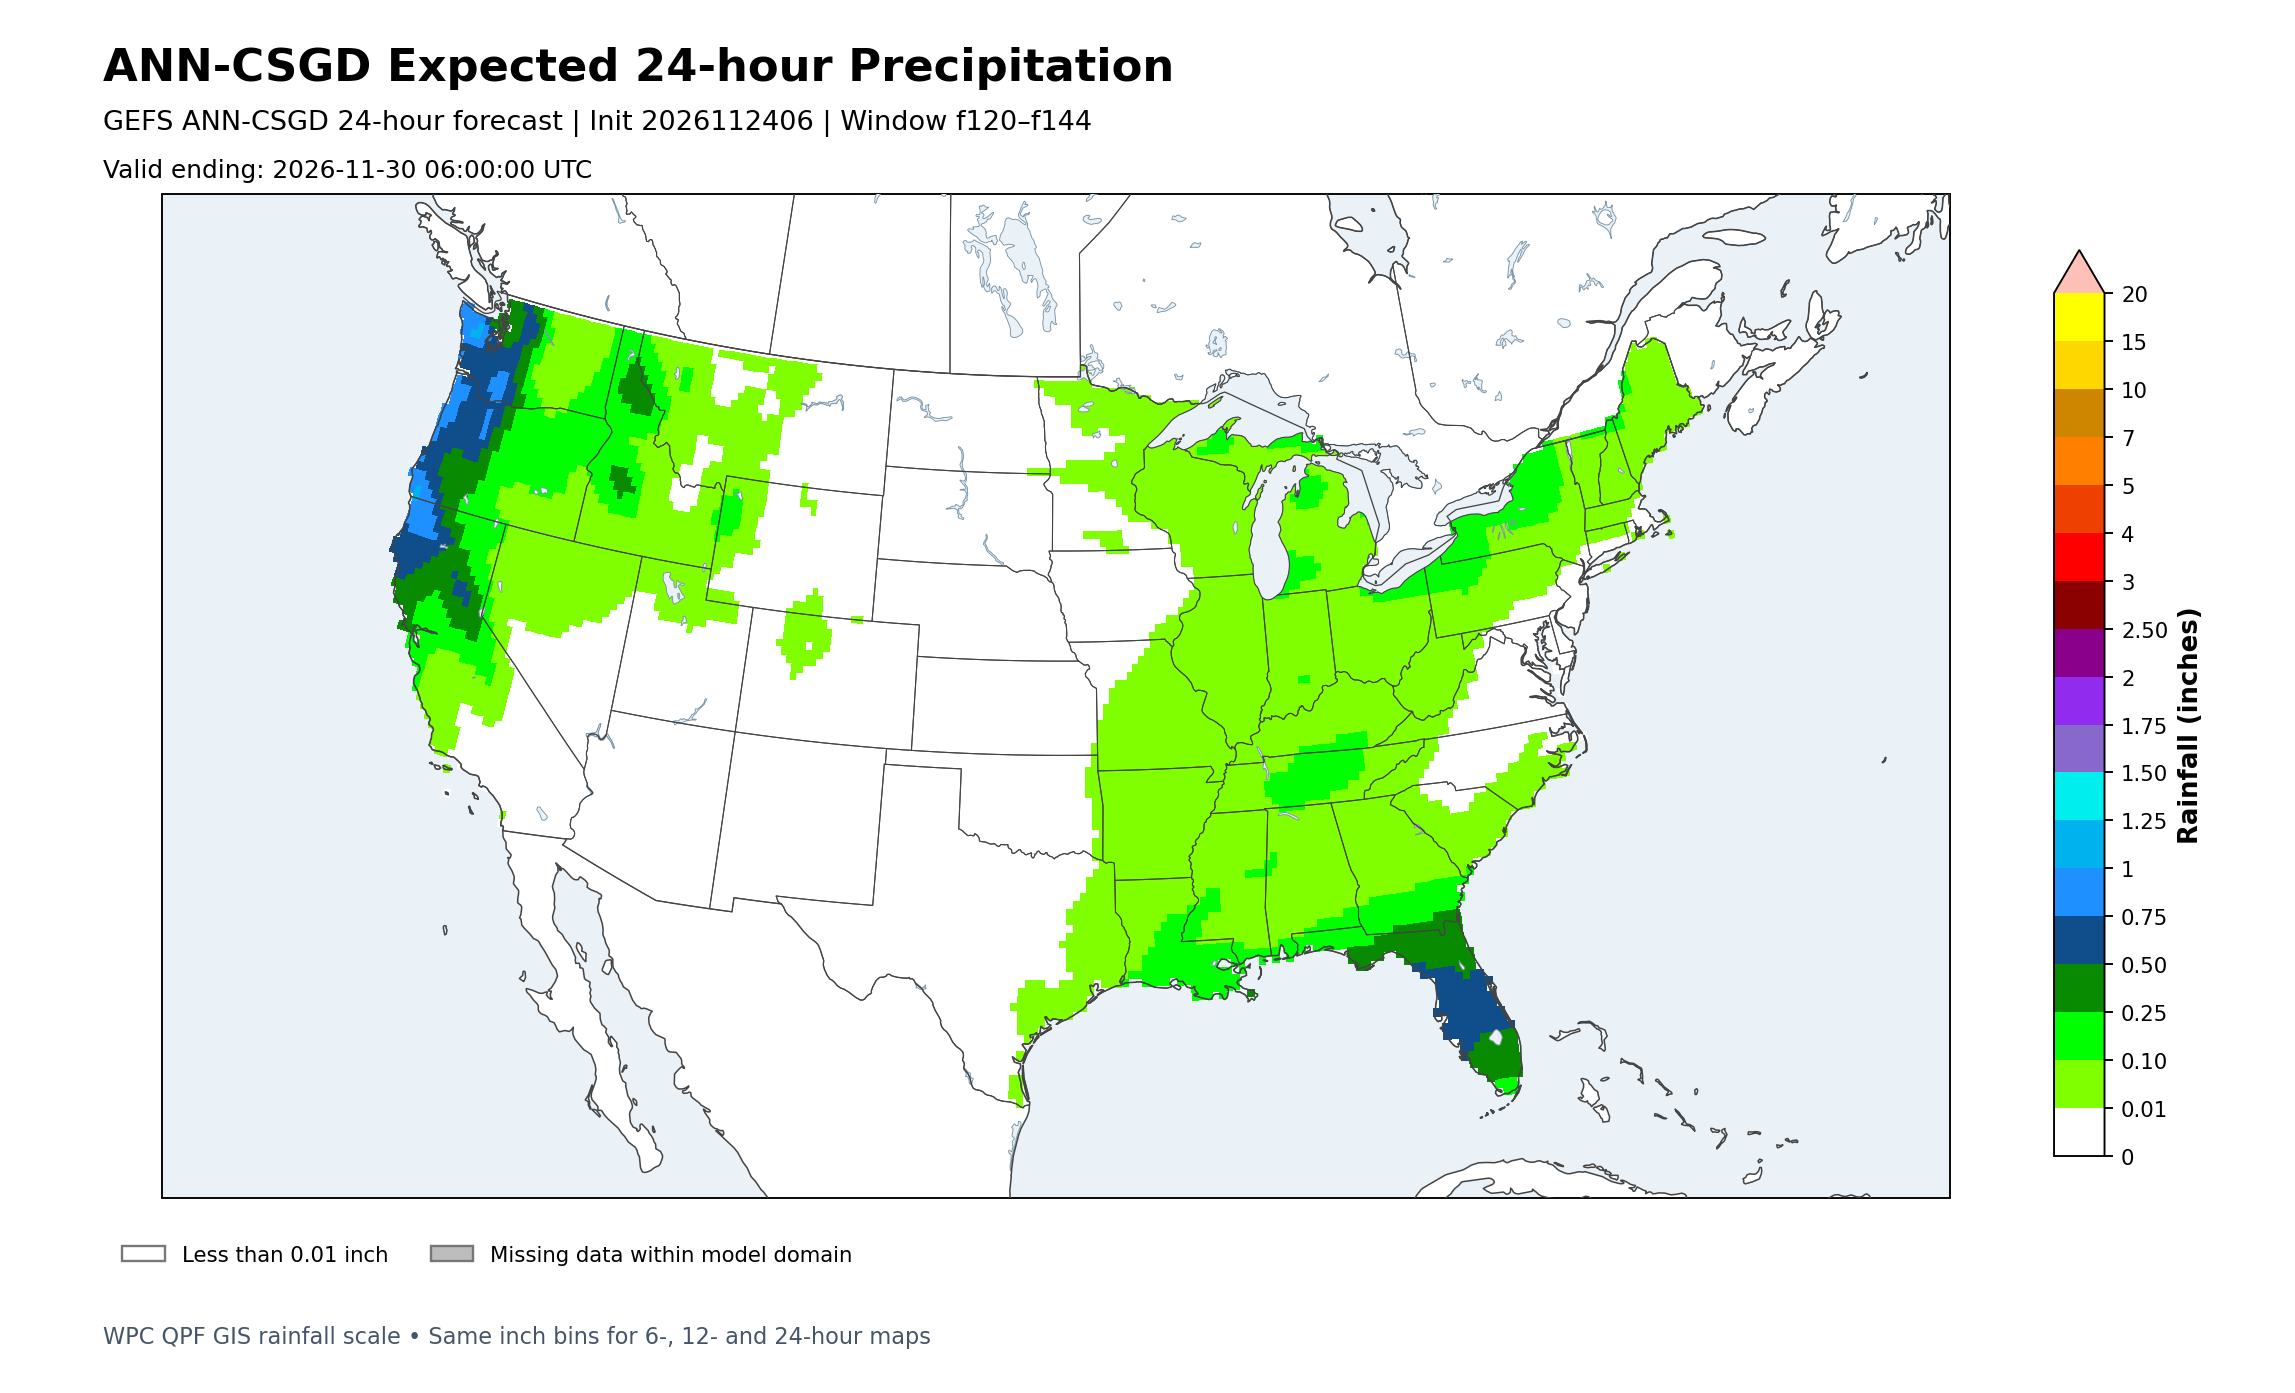 ANN-CSGD Expected 24-hour Precipitation
GEFS ANN-CSGD 24-hour forecast | Init 2026112406 | Window f120–f144
Valid ending: 2026-11-30 06:00:00 UTC
20
15
10
7
5
4
3
2.50
2
1.75
1.50
1.25
1
0.75
0.50
0.25
0.10
0.01
0
Rainfall (inches)
Less than 0.01 inch
Missing data within model domain
WPC QPF GIS rainfall scale • Same inch bins for 6-, 12- and 24-hour maps